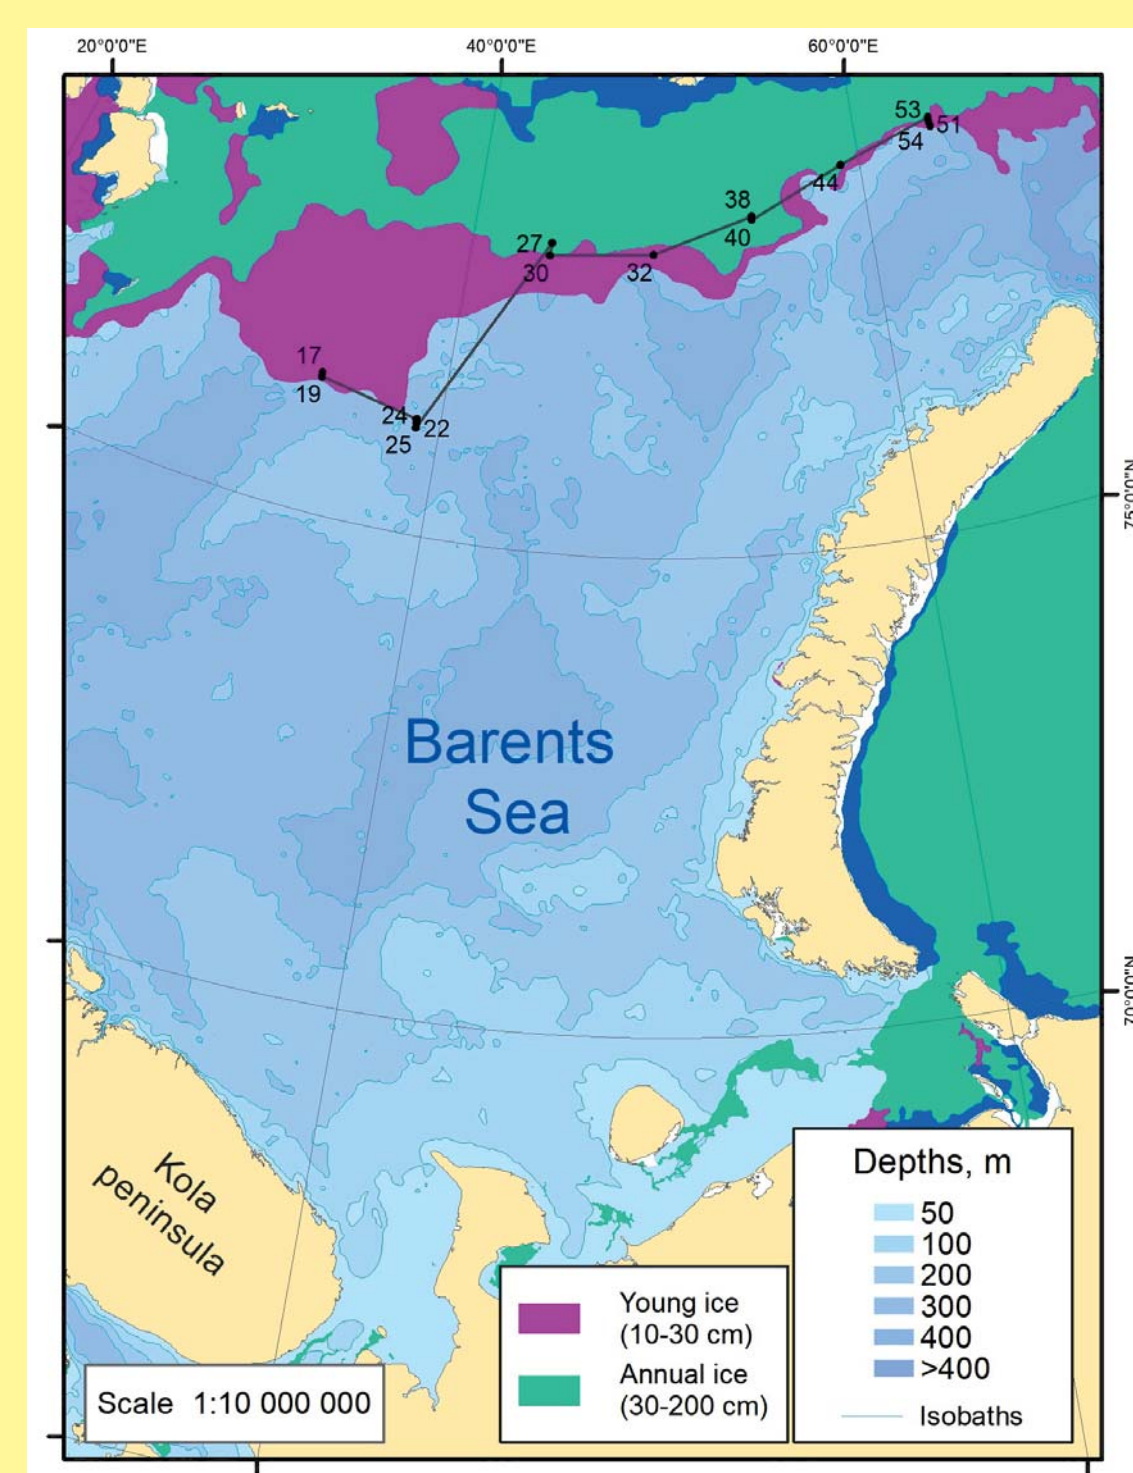 20°0'0"E
40°0'0"E
60°0'0"E
53
51
54
44
38
40
27
30
32
17
19
24
22
25
75°0'0"N
Barents
Sea
70°0'0"N
Kola
peninsula
Depths, m
50
100
200
300
400
>400
Isobaths
Young ice
(10-30 cm)
Annual ice
(30-200 cm)
Scale 1:10 000 000